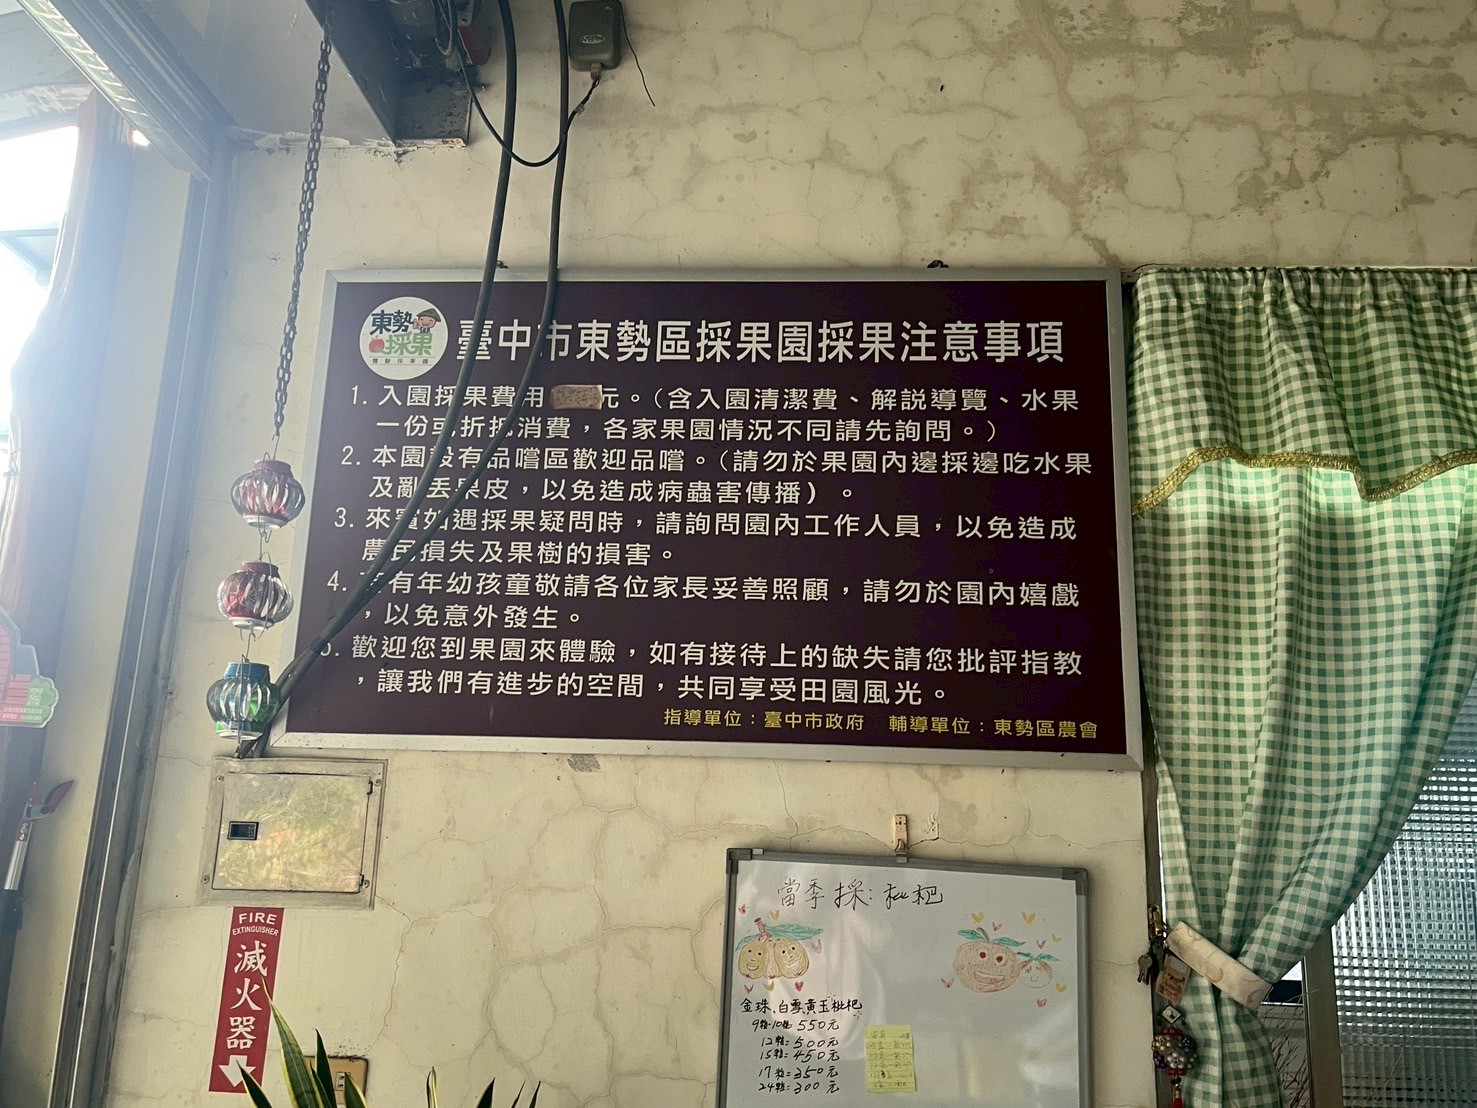 東勢
採果
臺中市東勢區採果園採果注意事項
1. 入園採果費用 元。(含入園清潔費、解説導覽、水果
一份或折抵消費，各家果園情況不同請先詢問。)
2. 本園設有品嚐區歡迎品嚐。(請勿於果園內邊採邊吃水果
及亂丟果皮，以免造成病蟲害傳播)。
3. 來賓如遇採果疑問時，請詢問園內工作人員，以免造成
農民損失及果樹的損害。
4. 有年幼孩童敬請各位家長妥善照顧，請勿於園內嬉戲
，以免意外發生。
歡迎您到果園來體驗，如有接待上的缺失請您批評指教
，讓我們有進步的空間，共同享受田園風光。
指導單位：臺中市政府 輔導單位：東勢區農會
FIRE
EXTINGUISHER
滅火器
當季採：枇杷
金珠、白雪黃玉枇杷
9粒-10粒 550元
12粒=500元
15粒=450元
17粒=350元
24粒=300元